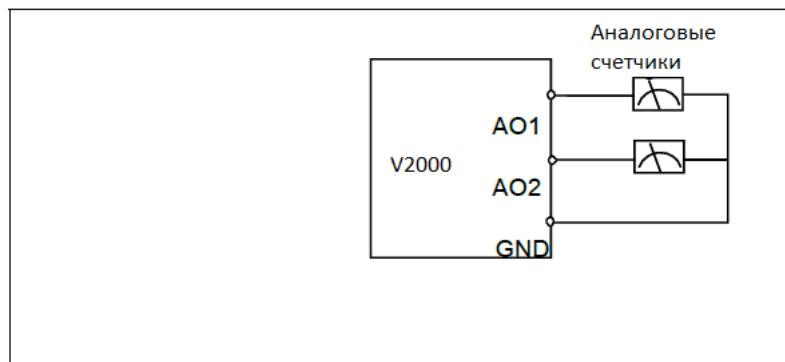 Аналоговые
счетчики
AO1
V2000
AO2
GND